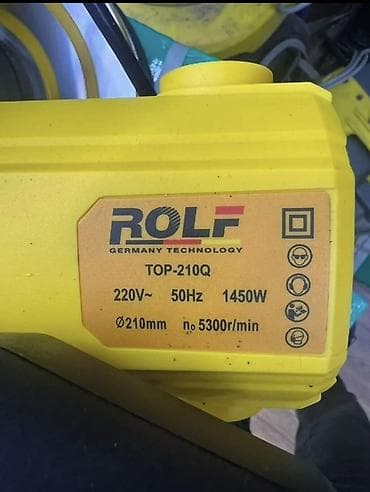 ROLF
GERMANY TECHNOLOGY
TOP-210Q
220V~ 50Hz 1450W
Ø210mm n₀ 5300r/min